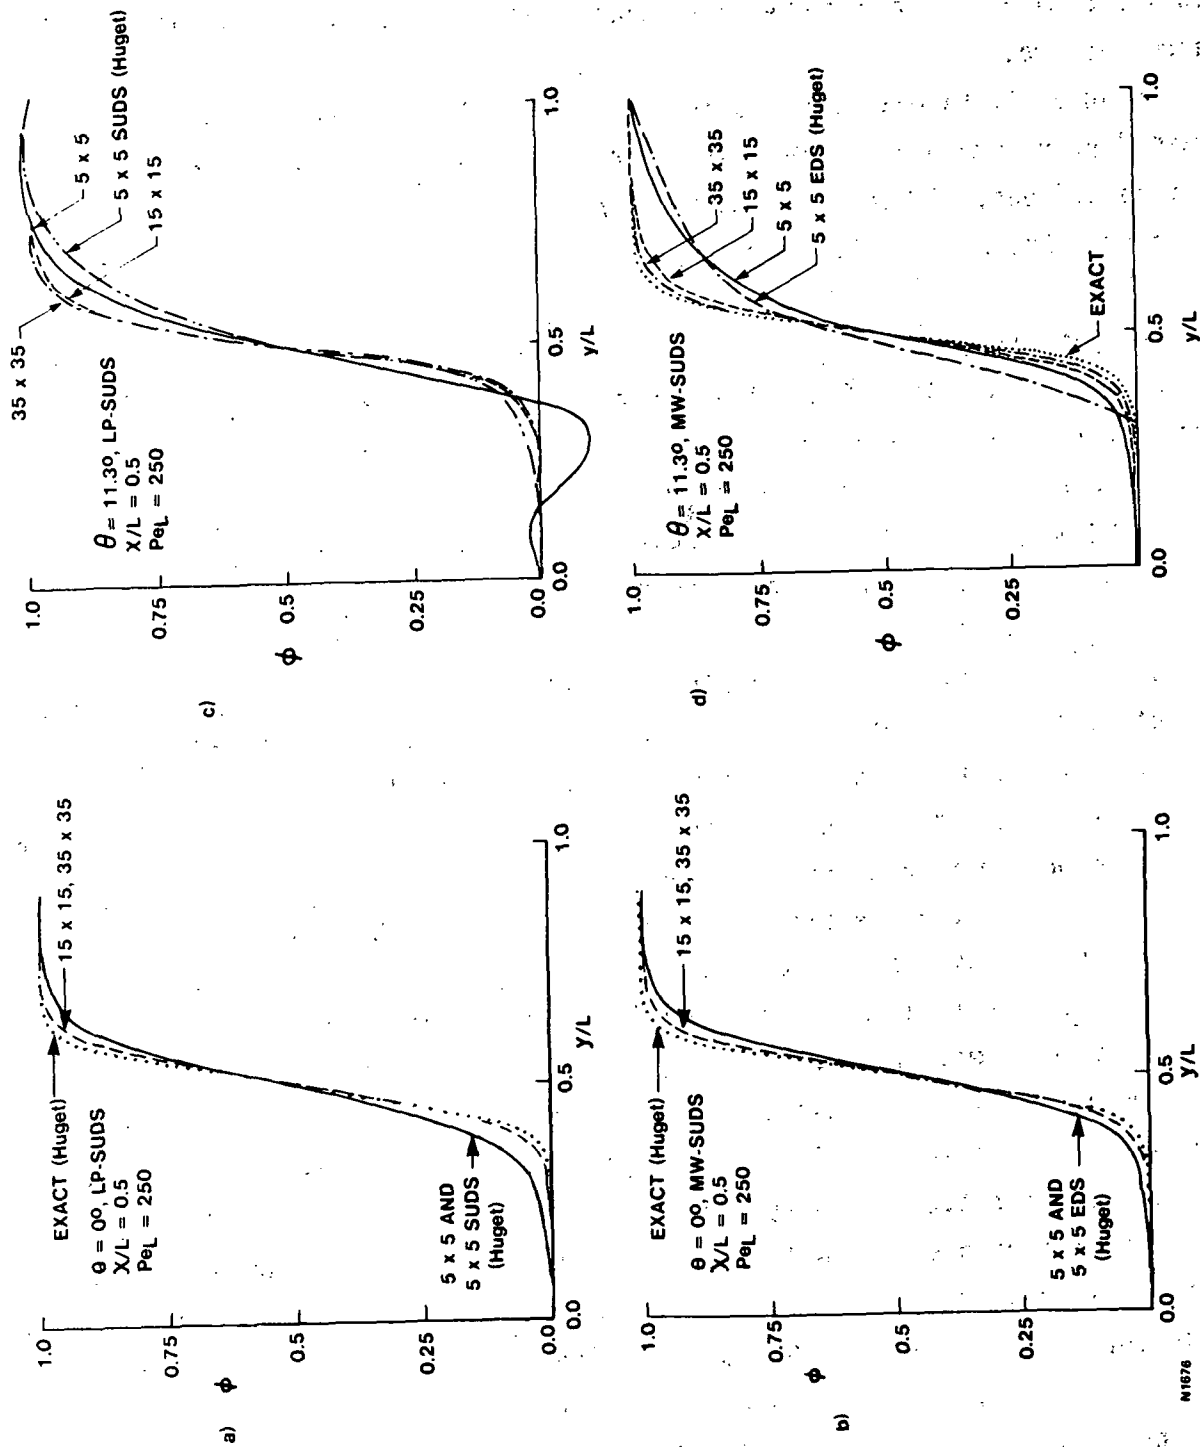 a)
ϕ
1.0
0.75
0.5
0.25
0.0
0.0
0.5
1.0
y/L
EXACT (Huget)
θ = 0º, LP-SUDS
X/L = 0.5
PeL = 250
15 x 15, 35 x 35
5 x 5 AND
5 x 5 SUDS
(Huget)
b)
ϕ
1.0
0.75
0.5
0.25
0.0
0.5
1.0
y/L
EXACT (Huget)
θ = 0º, MW-SUDS
X/L = 0.5
PeL = 250
15 x 15, 35 x 35
5 x 5 AND
5 x 5 EDS
(Huget)
c)
ϕ
1.0
0.75
0.5
0.25
0.0
0.0
0.5
1.0
y/L
35 x 35
θ = 11.3º, LP-SUDS
X/L = 0.5
PeL = 250
5 x 5
5 x 5 SUDS (Huget)
15 x 15
d)
ϕ
1.0
0.75
0.5
0.25
0.0
0.5
1.0
y/L
θ = 11.3º, MW-SUDS
X/L = 0.5
PeL = 250
35 x 35
15 x 15
5 x 5
5 x 5 EDS (Huget)
EXACT
N1676